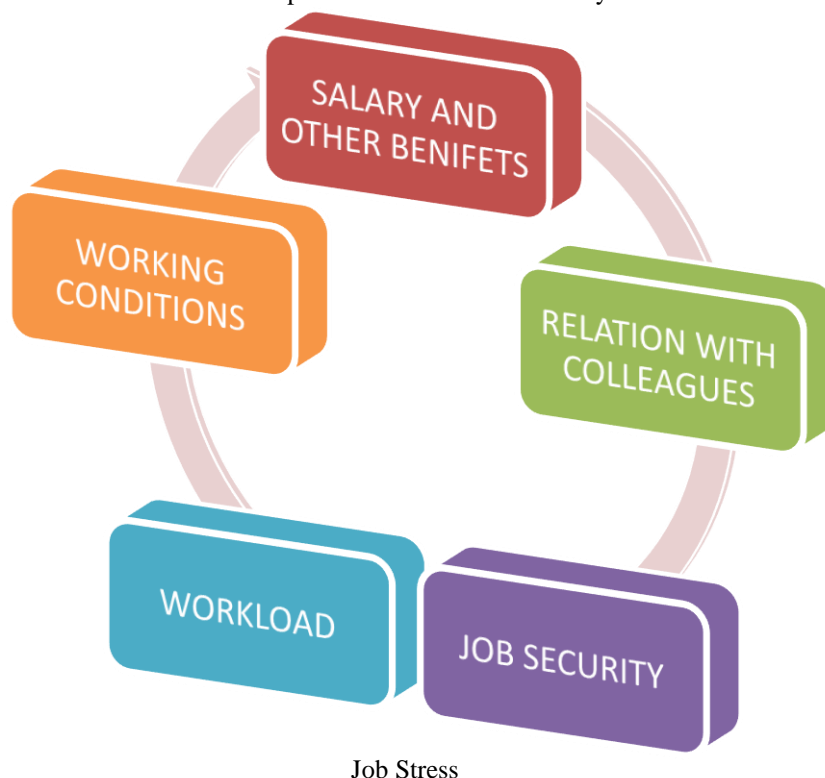 SALARY AND
OTHER BENIFETS
RELATION WITH
COLLEAGUES
JOB SECURITY
WORKLOAD
WORKING
CONDITIONS
Job Stress